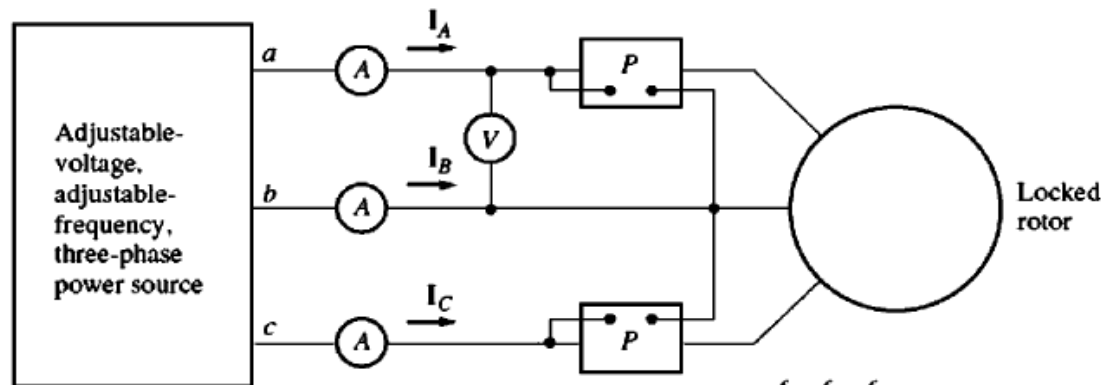 a
A
I_A
P
Adjustable-
voltage,
adjustable-
frequency,
three-phase
power source
V
b
A
I_B
Locked
rotor
c
A
I_C
P